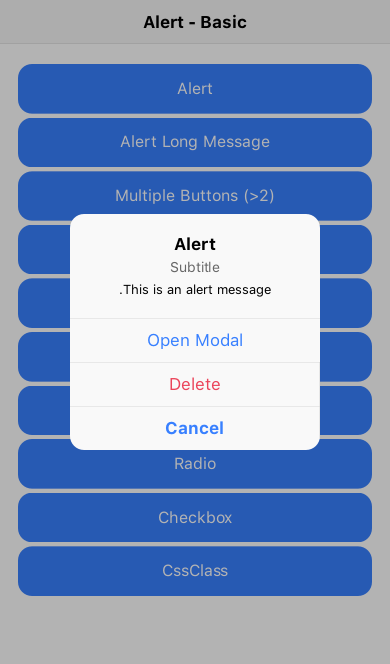 Alert - Basic
Alert
Alert Long Message
Multiple Buttons (>2)
Alert
Subtitle
.This is an alert message
Open Modal
Delete
Cancel
Radio
Checkbox
CssClass